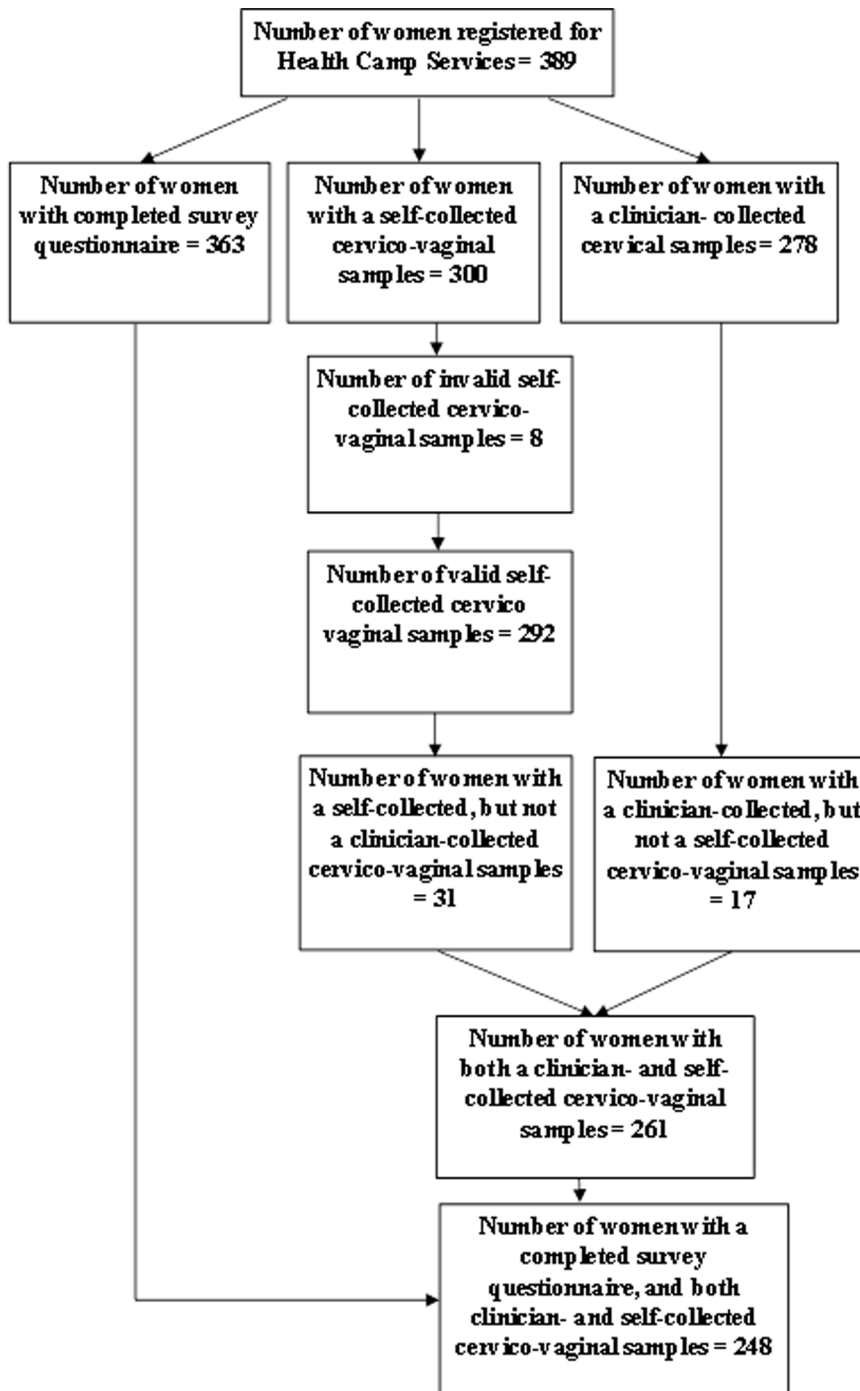 Number of women registered for
Health Camp Services = 389
Number of women
with completed survey
questionnaire = 363
Number of women
with a self-collected
cervico-vaginal
samples = 300
Number of women with
a clinician- collected
cervical samples = 278
Number of invalid self-
collected cervico-
vaginal samples = 8
Number of valid self-
collected cervico
vaginal samples = 292
Number of women with
a self-collected, but not
a clinician-collected
cervico-vaginal samples
= 31
Number of women with
a clinician-collected, but
not a self-collected
cervico-vaginal samples
= 17
Number of women with
both a clinician- and self-
collected cervico-vaginal
samples = 261
Number of women with a
completed survey
questionnaire, and both
clinician- and self-collected
cervico-vaginal samples = 248